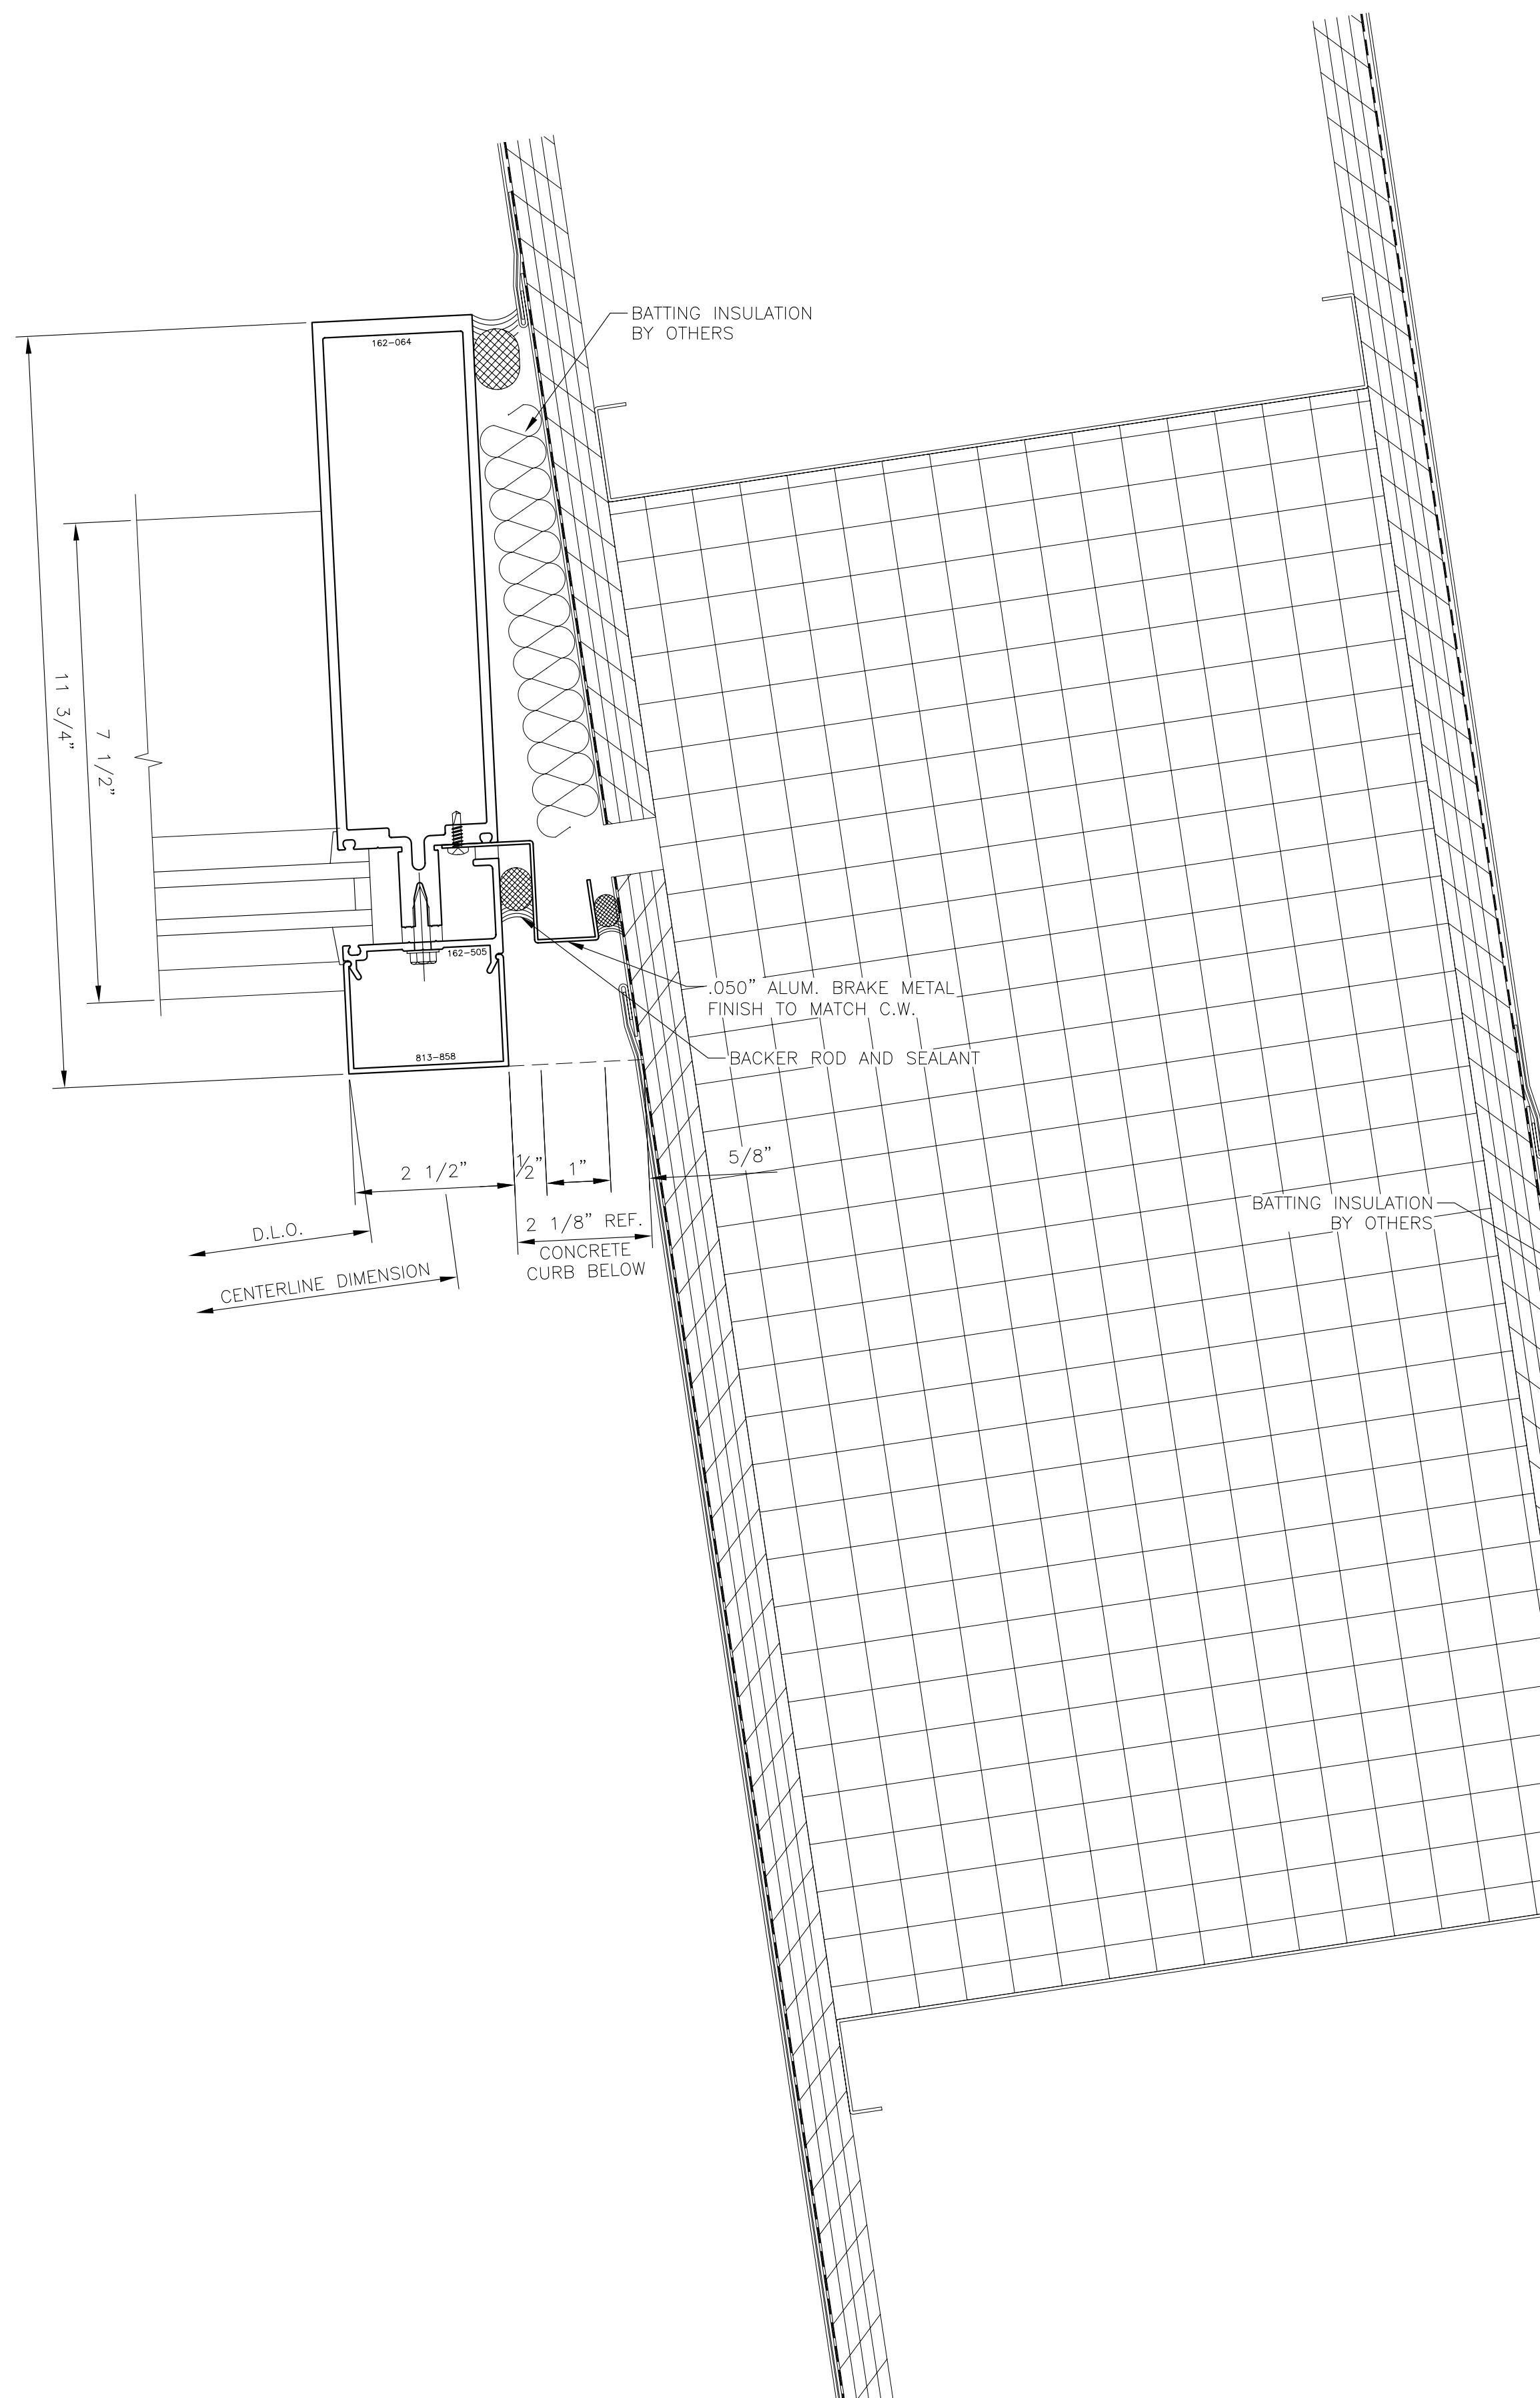 BATTING INSULATION
BY OTHERS
162-064
11 3/4"
7 1/2"
162-505
.050" ALUM. BRAKE METAL
FINISH TO MATCH C.W.
813-858
BACKER ROD AND SEALANT
2 1/2"
1/2"
1"
5/8"
D.L.O.
2 1/8" REF.
CONCRETE
CURB BELOW
CENTERLINE DIMENSION
BATTING INSULATION
BY OTHERS